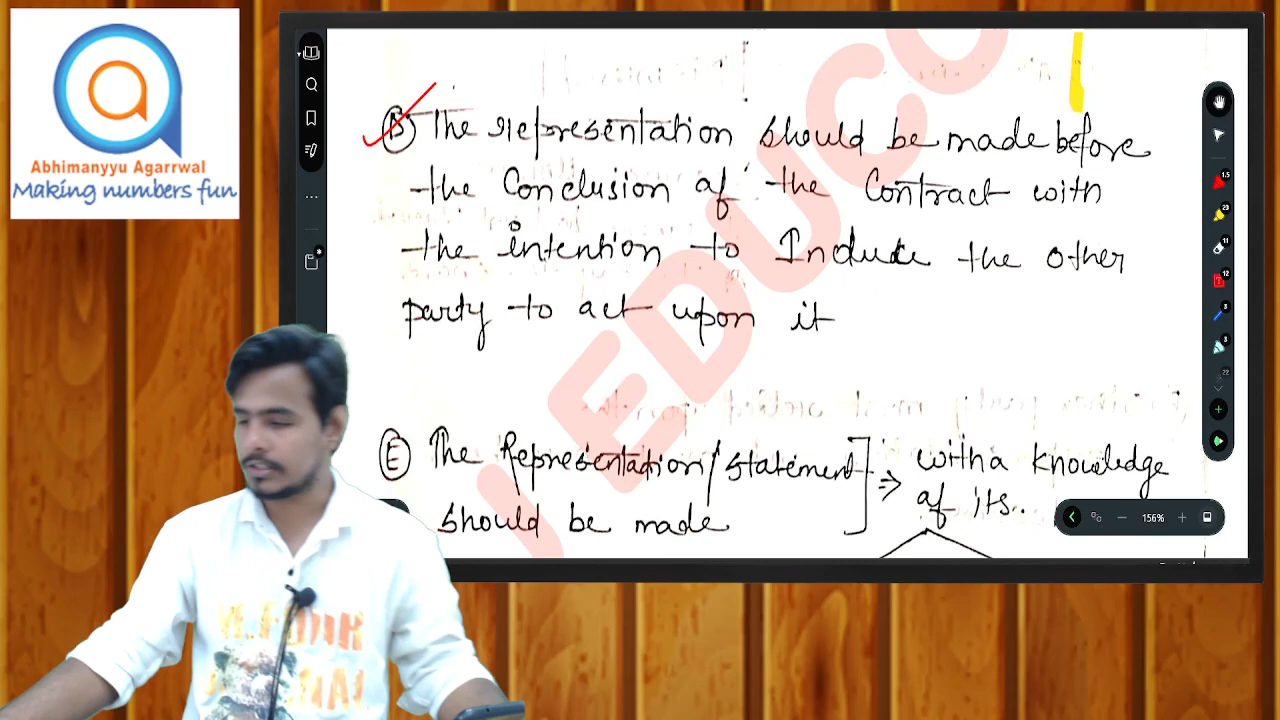 Abhimanyyu Agarrwal
Making numbers fun
D The representation should be made before
the Conclusion of the Contract with
the intention to Induce the other
party to act upon it
E The Representation/statement should be made ⇒ with a knowledge of its.
I EDUCO
156%